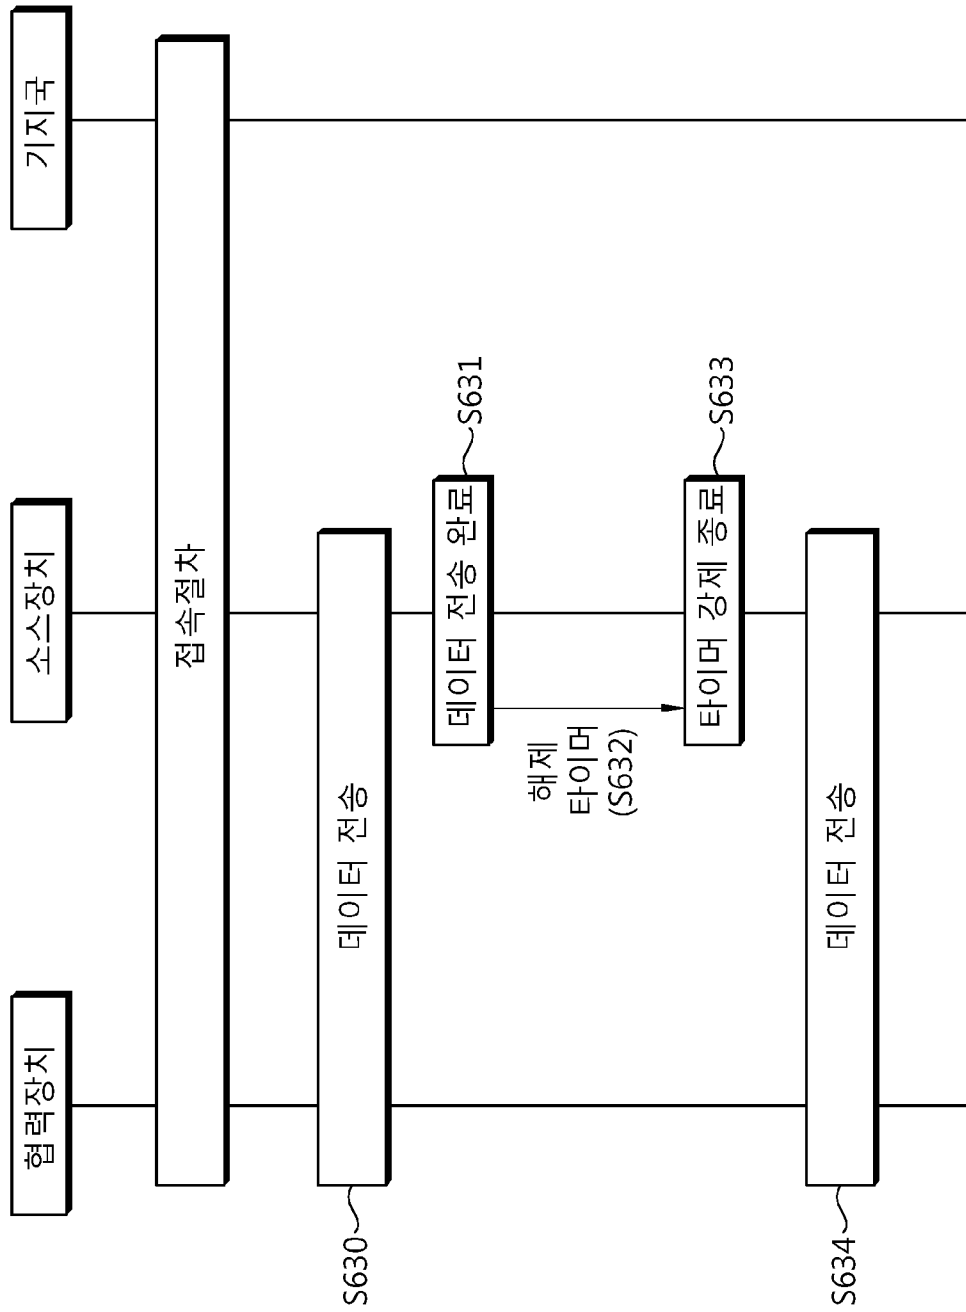 협력장치
소스장치
기지국
접속절차
S630
데이터 전송
데이터 전송 완료
S631
해제
타이머
(S632)
타이머 강제 종료
S633
S634
데이터 전송